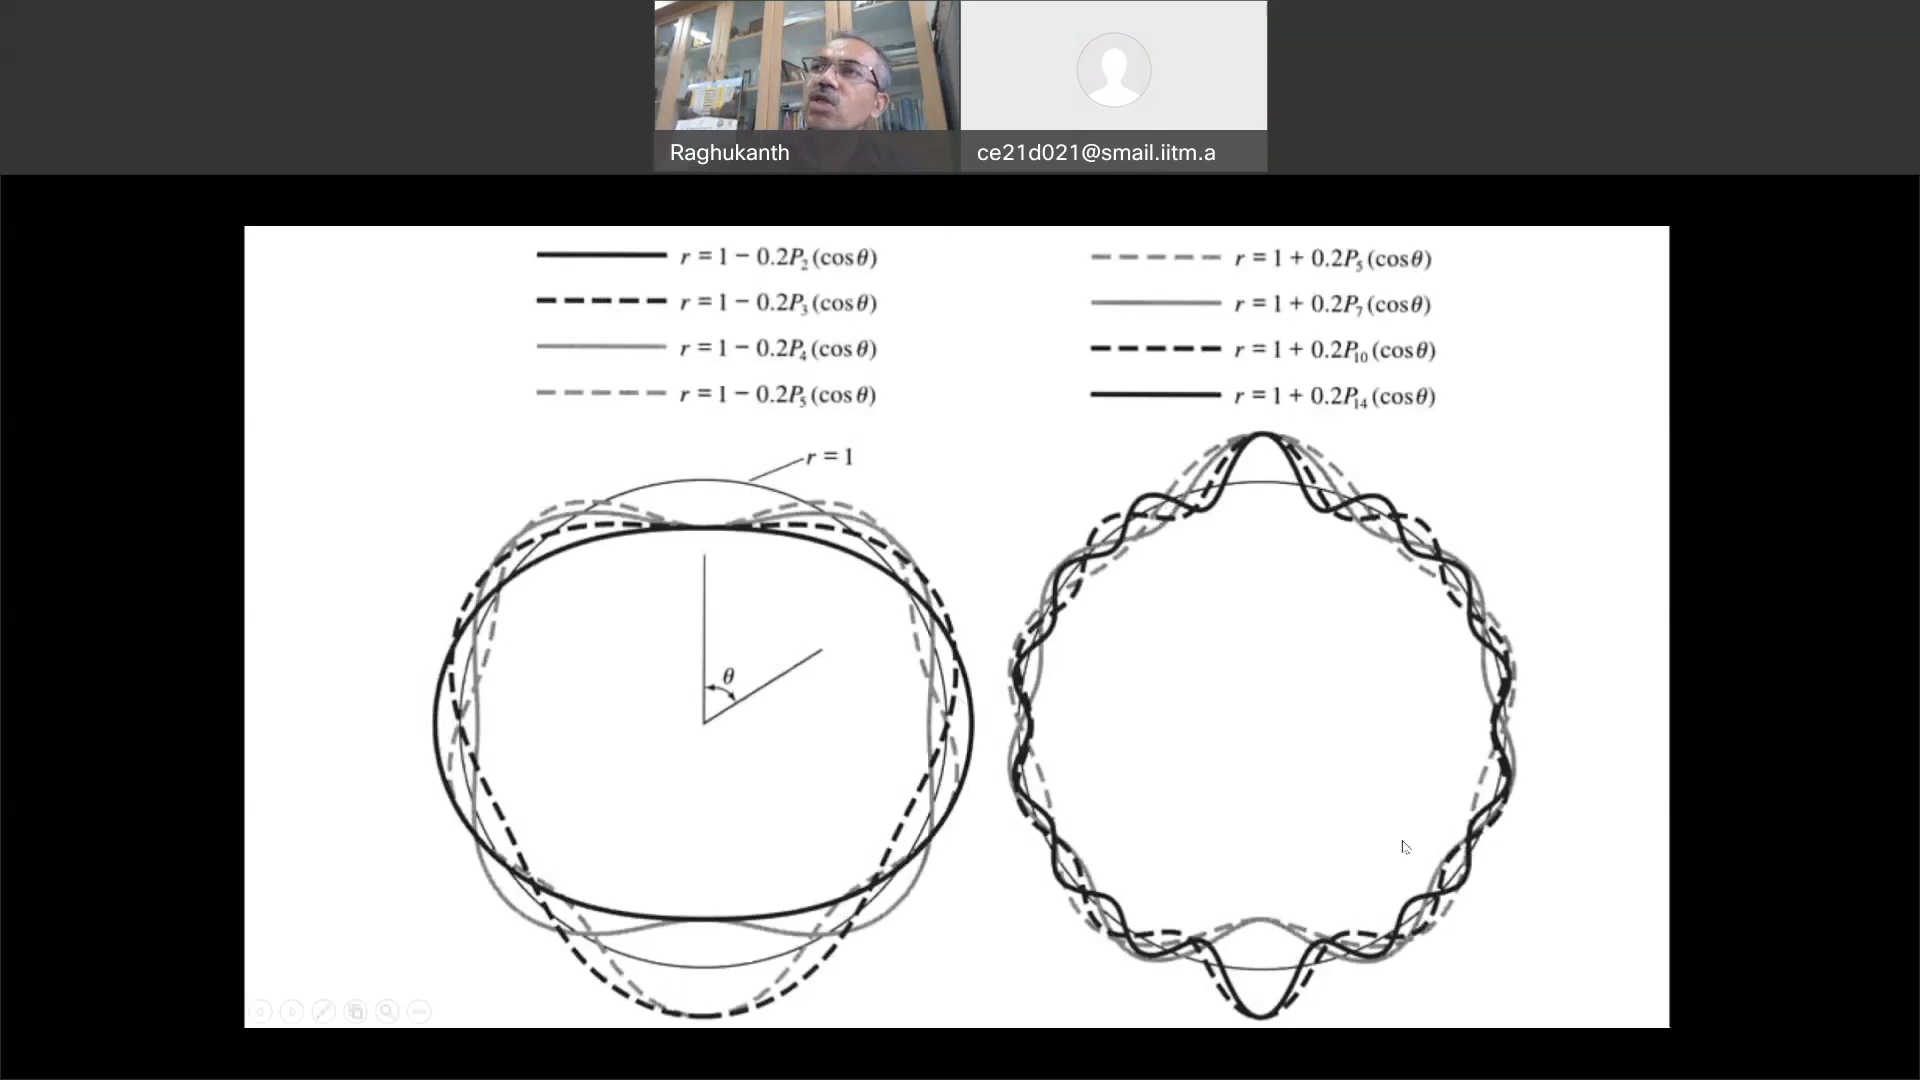 Raghukanth
ce21d021@smail.iitm.a
r = 1 − 0.2P₂(cosθ)
r = 1 − 0.2P₃(cosθ)
r = 1 − 0.2P₄(cosθ)
r = 1 − 0.2P₅(cosθ)
r = 1 + 0.2P₅(cosθ)
r = 1 + 0.2P₇(cosθ)
r = 1 + 0.2P₁₀(cosθ)
r = 1 + 0.2P₁₄(cosθ)
r = 1
θ